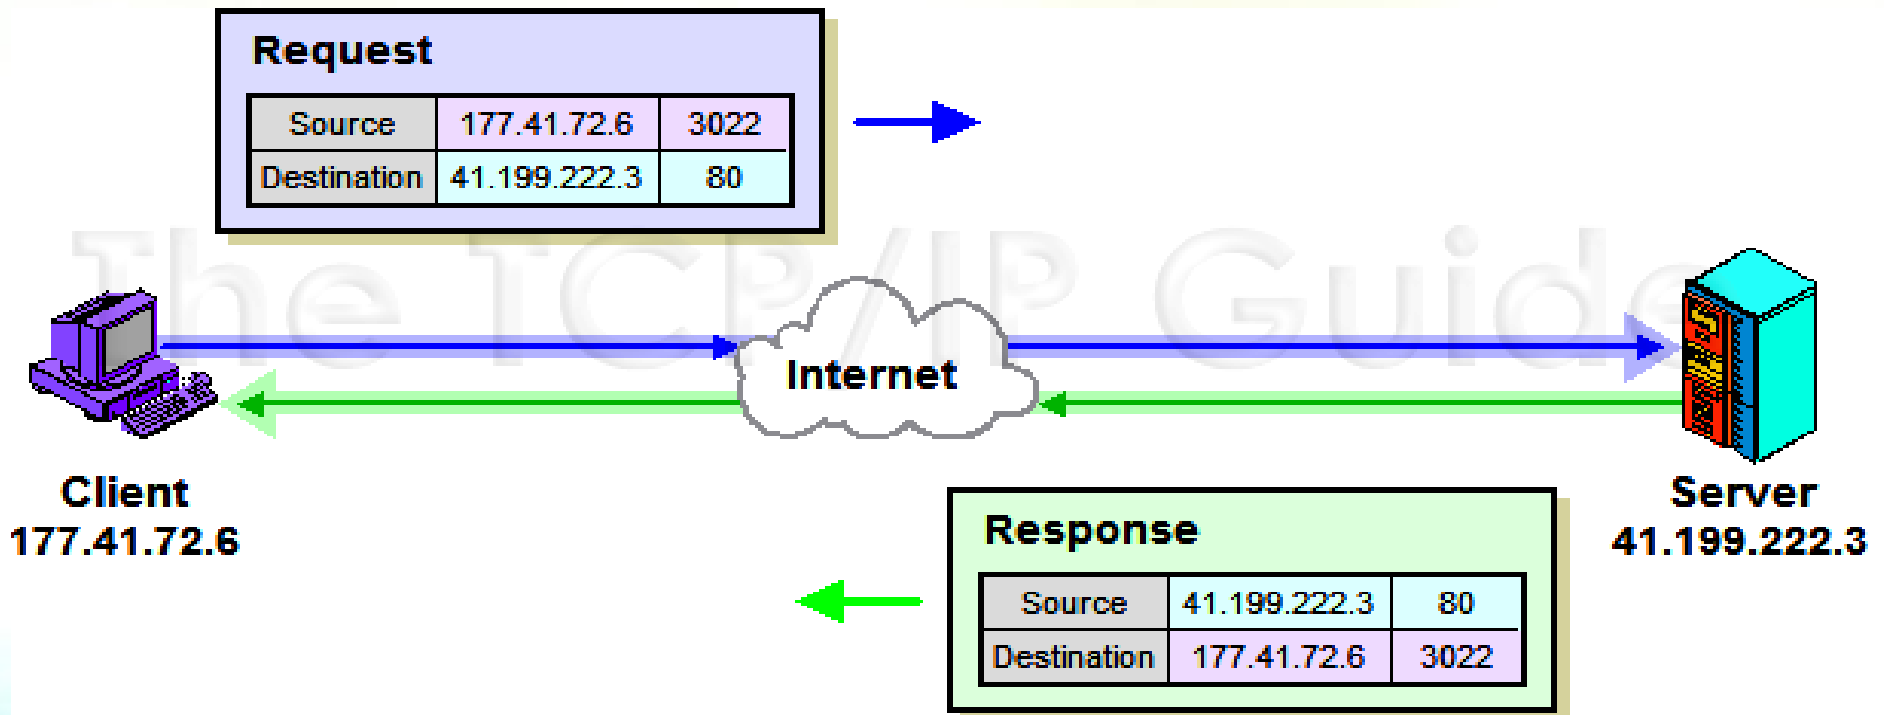 Request
Source 177.41.72.6 3022
Destination 41.199.222.3 80
The TCP/IP Guide
Internet
Client
177.41.72.6
Server
41.199.222.3
Response
Source 41.199.222.3 80
Destination 177.41.72.6 3022